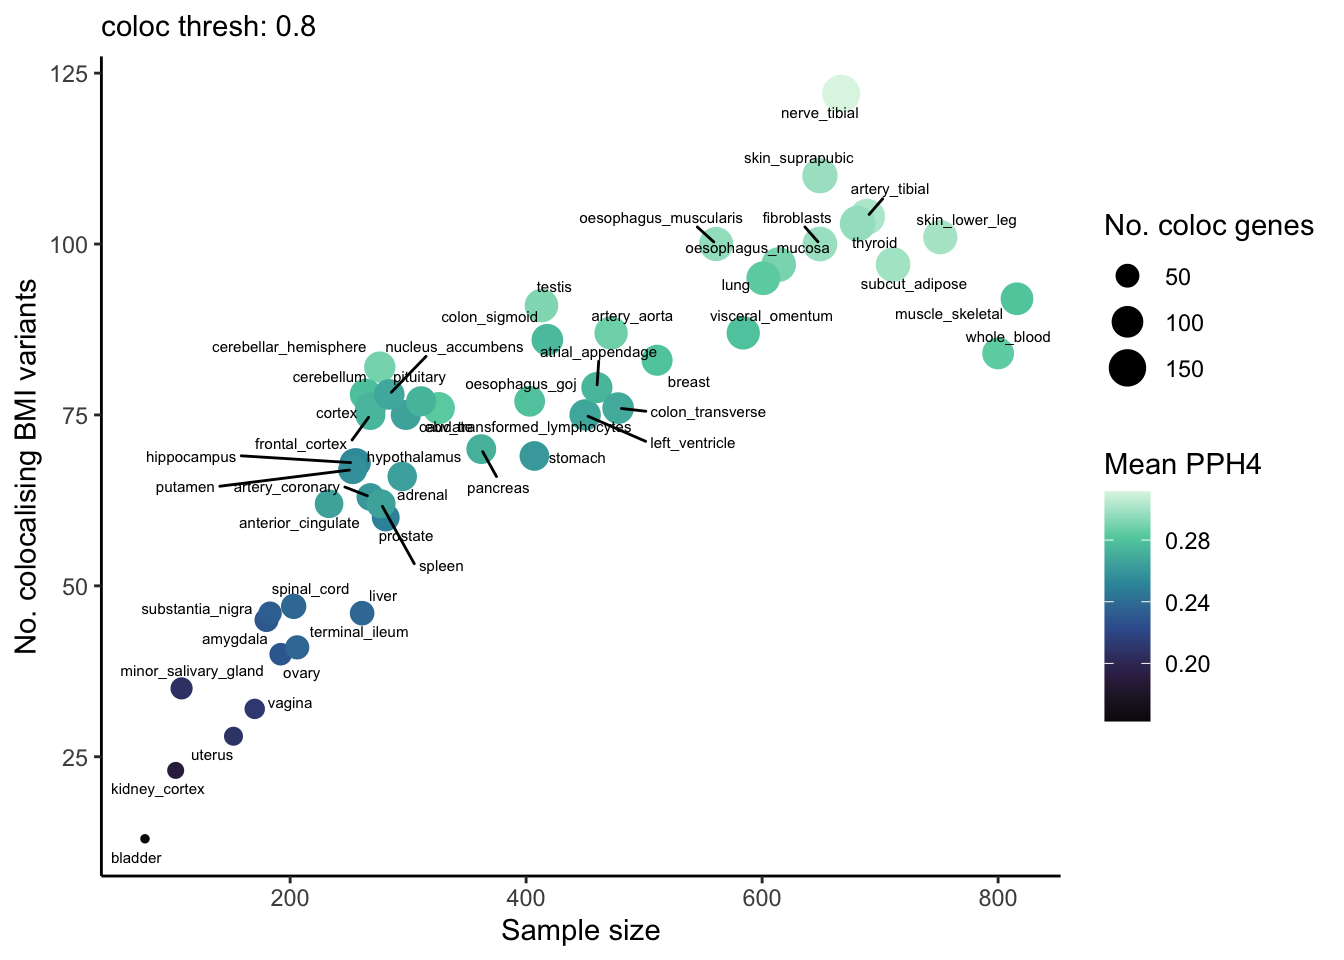 coloc thresh: 0.8
125
100
75
50
25
No. colocalising BMI variants
nerve_tibial
skin_suprapubic
artery_tibial
oesophagus_muscularis
fibroblasts
skin_lower_leg
oesophagus_mucosa
thyroid
lung
subcut_adipose
testis
colon_sigmoid
artery_aorta
visceral_omentum
muscle_skeletal
whole_blood
cerebellar_hemisphere
nucleus_accumbens
atrial_appendage
cerebellum
pituitary
oesophagus_goj
breast
cortex
colon_transverse
caudate
ebv_transformed_lymphocytes
frontal_cortex
left_ventricle
hippocampus
hypothalamus
stomach
putamen
artery_coronary
adrenal
pancreas
anterior_cingulate
prostate
spleen
spinal_cord
liver
substantia_nigra
amygdala
terminal_ileum
minor_salivary_gland
ovary
vagina
uterus
kidney_cortex
bladder
200
400
600
800
Sample size
No. coloc genes
50
100
150
Mean PPH4
0.28
0.24
0.20